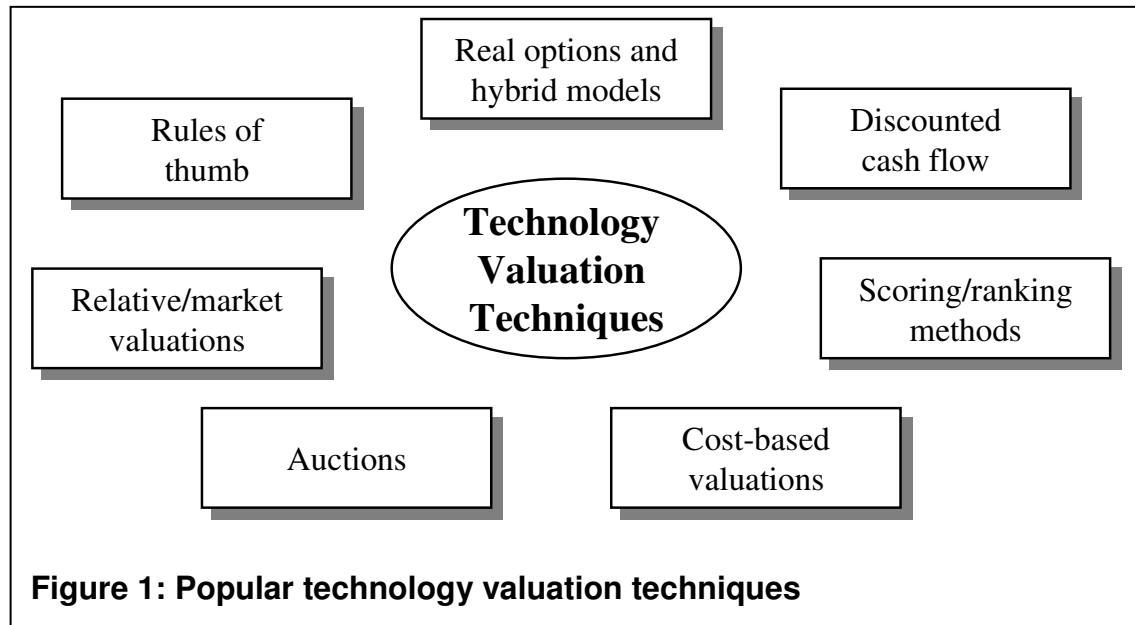 Real options and
hybrid models
Rules of
thumb
Discounted
cash flow
Technology
Valuation
Techniques
Relative/market
valuations
Scoring/ranking
methods
Auctions
Cost-based
valuations
Figure 1: Popular technology valuation techniques